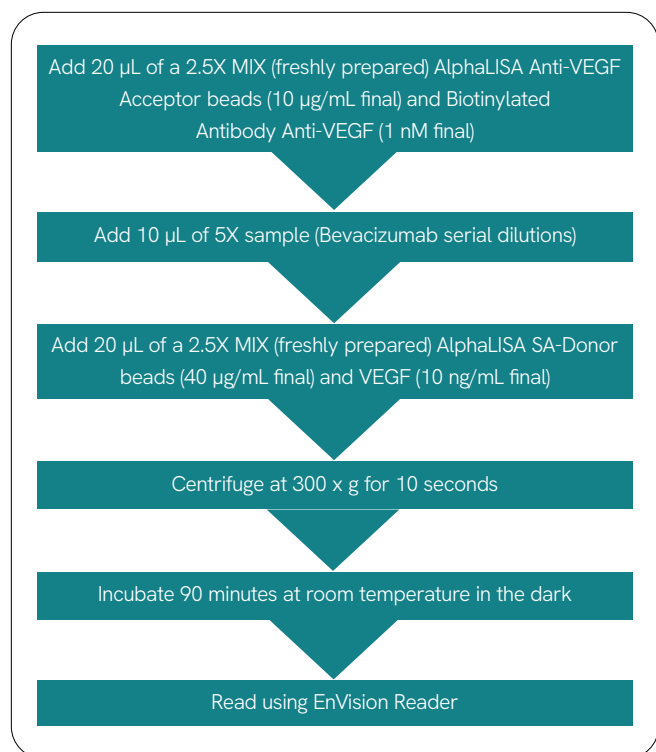 Add 20 µL of a 2.5X MIX (freshly prepared) AlphaLISA Anti-VEGF
Acceptor beads (10 µg/mL final) and Biotinylated
Antibody Anti-VEGF (1 nM final)
Add 10 µL of 5X sample (Bevacizumab serial dilutions)
Add 20 µL of a 2.5X MIX (freshly prepared) AlphaLISA SA-Donor
beads (40 µg/mL final) and VEGF (10 ng/mL final)
Centrifuge at 300 x g for 10 seconds
Incubate 90 minutes at room temperature in the dark
Read using EnVision Reader